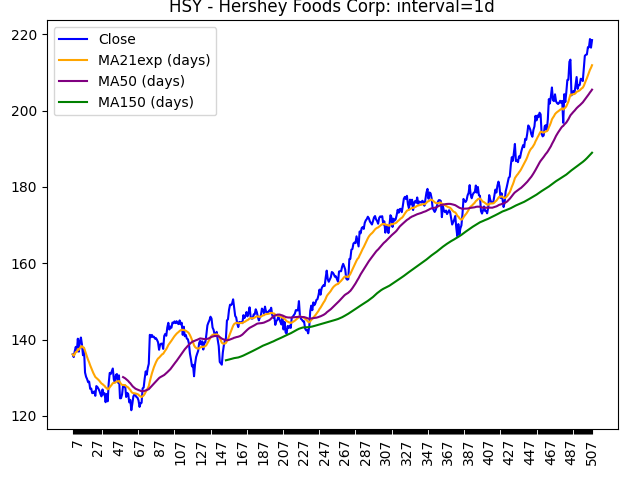 HSY - Hershey Foods Corp: interval=1d
Close
MA21exp (days)
MA50 (days)
MA150 (days)
220
200
180
160
140
120
7 27 47 67 87 107 127 147 167 187 207 227 247 267 287 307 327 347 367 387 407 427 447 467 487 507